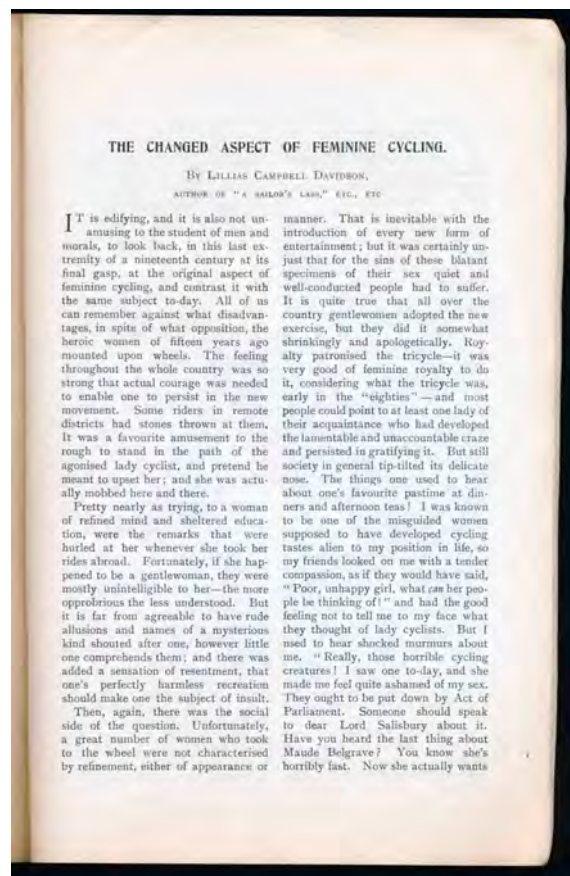 THE CHANGED ASPECT OF FEMININE CYCLING.
BY LILLIAS CAMPBELL DAVIDSON,
AUTHOR OF "A SAILOR'S LASS," ETC., ETC
IT is edifying, and it is also not un-
amusing to the student of men and
morals, to look back, in this last ex-
tremity of a nineteenth century at its
final gasp, at the original aspect of
feminine cycling, and contrast it with
the same subject to-day. All of us
can remember against what disadvan-
tages, in spite of what opposition, the
heroic women of fifteen years ago
mounted upon wheels. The feeling
throughout the whole country was so
strong that actual courage was needed
to enable one to persist in the new
movement. Some riders in remote
districts had stones thrown at them.
It was a favourite amusement to the
rough to stand in the path of the
agonised lady cyclist, and pretend he
meant to upset her; and she was actu-
ally mobbed here and there.
Pretty nearly as trying, to a woman
of refined mind and sheltered educa-
tion, were the remarks that were
hurled at her whenever she took her
rides abroad. Fortunately, if she hap-
pened to be a gentlewoman, they were
mostly unintelligible to her—the more
opprobrious the less understood. But
it is far from agreeable to have rude
allusions and names of a mysterious
kind shouted after one, however little
one comprehends them; and there was
added a sensation of resentment, that
one's perfectly harmless recreation
should make one the subject of insult.
Then, again, there was the social
side of the question. Unfortunately,
a great number of women who took
to the wheel were not characterised
by refinement, either of appearance or
manner. That is inevitable with the
introduction of every new form of
entertainment; but it was certainly un-
just that for the sins of these blatant
specimens of their sex quiet and
well-conducted people had to suffer.
It is quite true that all over the
country gentlewomen adopted the new
exercise, but they did it somewhat
shrinkingly and apologetically. Roy-
alty patronised the tricycle—it was
very good of feminine royalty to do
it, considering what the tricycle was,
early in the "eighties"—and most
people could point to at least one lady of
their acquaintance who had developed
the lamentable and unaccountable craze
and persisted in gratifying it. But still
society in general tip-tilted its delicate
nose. The things one used to hear
about one's favourite pastime at din-
ners and afternoon teas! I was known
to be one of the misguided women
supposed to have developed cycling
tastes alien to my position in life, so
my friends looked on me with a tender
compassion, as if they would have said,
"Poor, unhappy girl, what can her peo-
ple be thinking of!" and had the good
feeling not to tell me to my face what
they thought of lady cyclists. But I
used to hear shocked murmurs about
me. "Really, those horrible cycling
creatures! I saw one to-day, and she
made me feel quite ashamed of my sex.
They ought to be put down by Act of
Parliament. Someone should speak
to dear Lord Salisbury about it.
Have you heard the last thing about
Maude Belgrave? You know she's
horribly fast. Now she actually wants